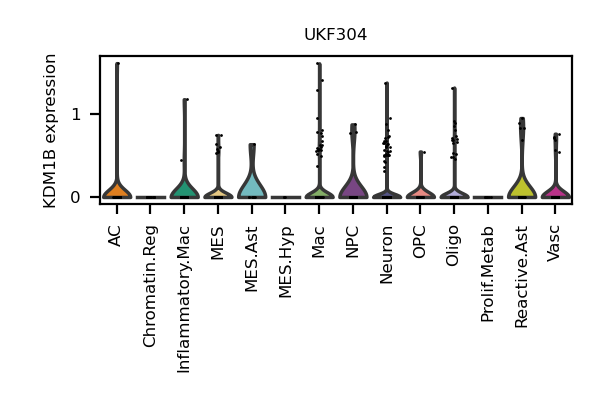 UKF304
KDM1B expression
1
0
AC
Chromatin.Reg
Inflammatory.Mac
MES
MES.Ast
MES.Hyp
Mac
NPC
Neuron
OPC
Oligo
Prolif.Metab
Reactive.Ast
Vasc